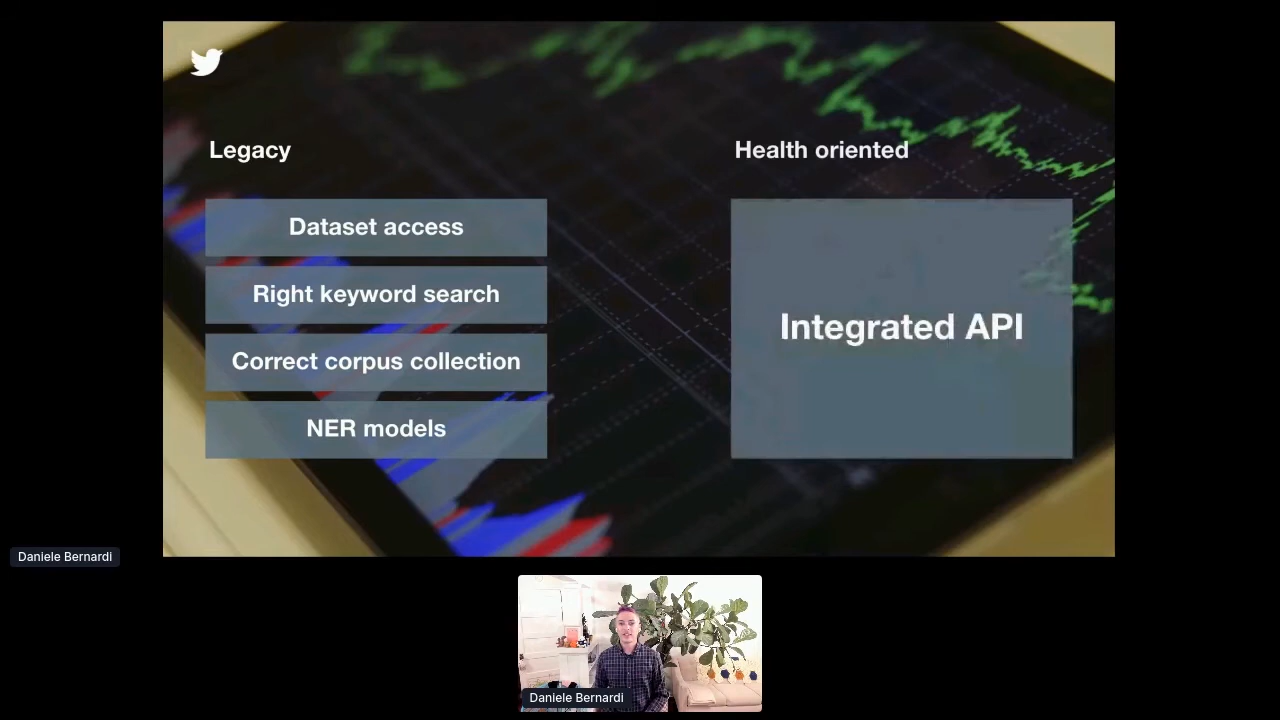 Legacy
Health oriented
Dataset access
Right keyword search
Correct corpus collection
NER models
Integrated API
Daniele Bernardi
Daniele Bernardi